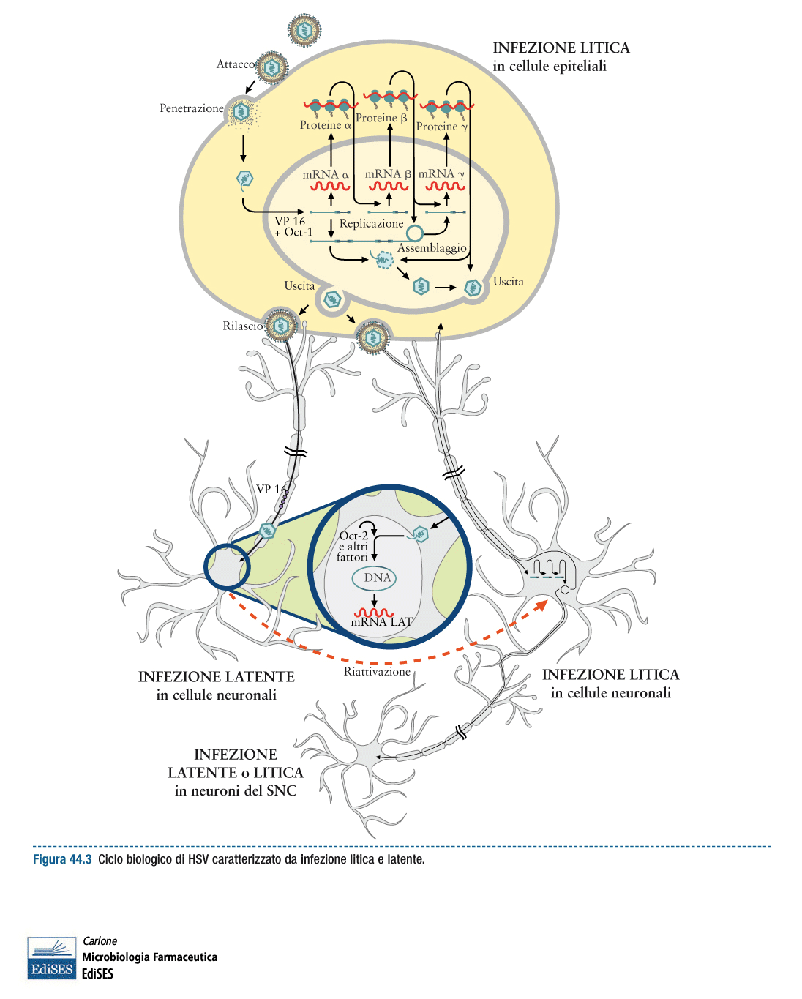 INFEZIONE LITICA
in cellule epiteliali
Attacco
Penetrazione
Proteine α
Proteine β
Proteine γ
mRNA α
mRNA β
mRNA γ
VP 16
+ Oct-1
Replicazione
Assemblaggio
Uscita
Uscita
Rilascio
VP 16
Oct-2
e altri
fattori
DNA
mRNA LAT
Riattivazione
INFEZIONE LATENTE
in cellule neuronali
INFEZIONE LITICA
in cellule neuronali
INFEZIONE
LATENTE o LITICA
in neuroni del SNC
Figura 44.3 Ciclo biologico di HSV caratterizzato da infezione litica e latente.
Carlone
Microbiologia Farmaceutica
EdiSES
EdiSES